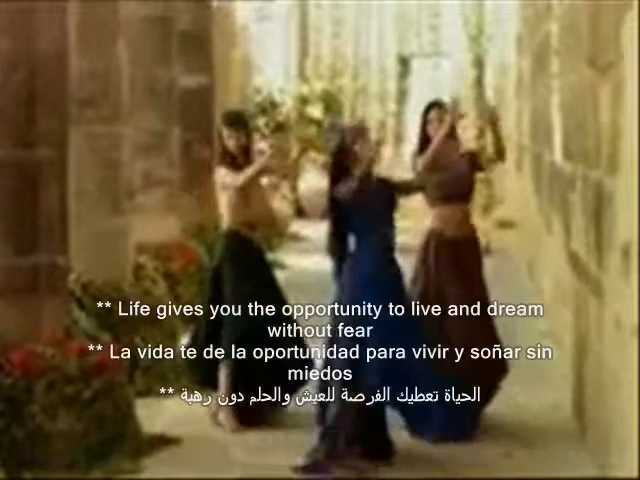 ** Life gives you the opportunity to live and dream
without fear
** La vida te de la oportunidad para vivir y soñar sin
miedos
** الحياة تعطيك الفرصة للعيش والحلم دون رهبة